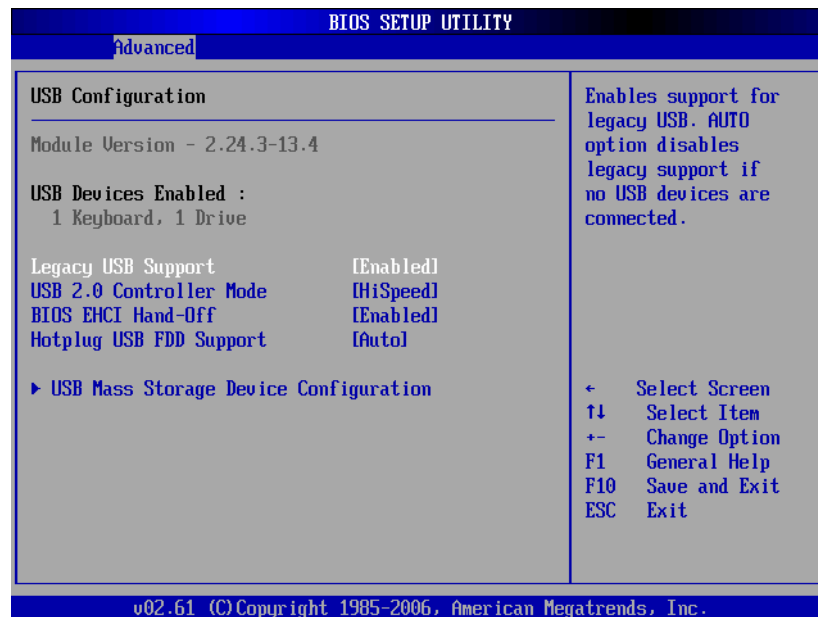 BIOS SETUP UTILITY
Advanced
USB Configuration
Module Version - 2.24.3-13.4
USB Devices Enabled :
1 Keyboard, 1 Drive
Legacy USB Support [Enabled]
USB 2.0 Controller Mode [HiSpeed]
BIOS EHCI Hand-Off [Enabled]
Hotplug USB FDD Support [Auto]
▶ USB Mass Storage Device Configuration
Enables support for
legacy USB. AUTO
option disables
legacy support if
no USB devices are
connected.
← Select Screen
↑↓ Select Item
+- Change Option
F1 General Help
F10 Save and Exit
ESC Exit
v02.61 (C)Copyright 1985-2006, American Megatrends, Inc.